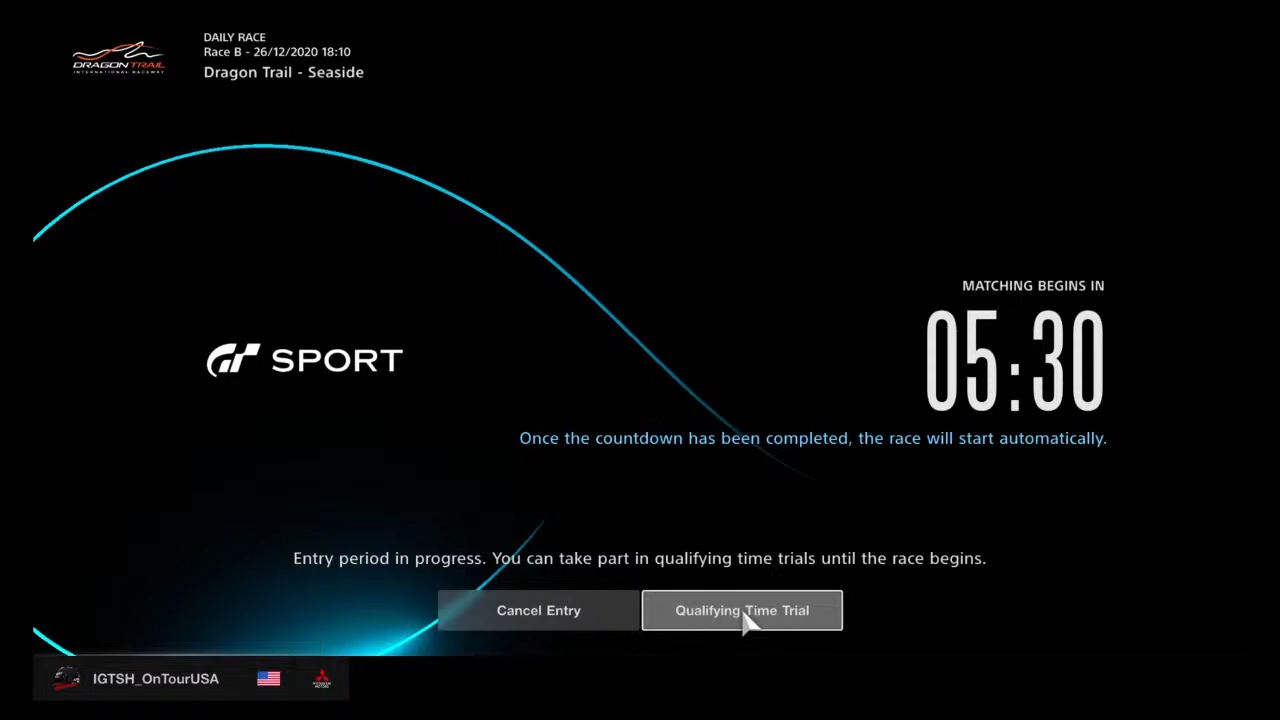 DRAGON TRAIL
INTERNATIONAL RACEWAY
DAILY RACE
Race B - 26/12/2020 18:10
Dragon Trail - Seaside
GT SPORT
MATCHING BEGINS IN
05:30
Once the countdown has been completed, the race will start automatically.
Entry period in progress. You can take part in qualifying time trials until the race begins.
Cancel Entry
Qualifying Time Trial
IGTSH_OnTourUSA
MITSUBISHI
MOTORS